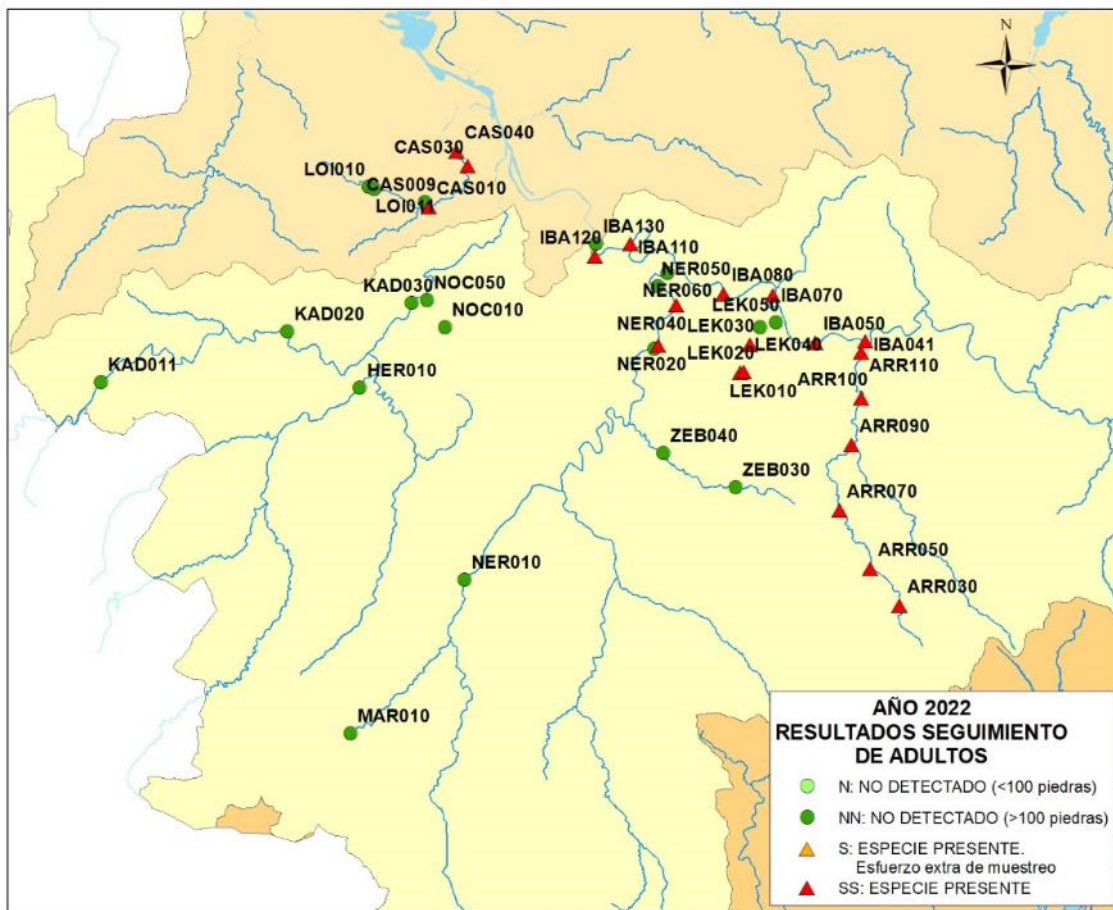 N
CAS040
CAS030
LOI010
CAS009
CAS010
LOI011
IBA130
IBA120
IBA110
NER050
IBA080
KAD030
NOC050
NER060
LEK050
IBA070
NOC010
KAD020
NER040
LEK030
IBA050
LEK040
IBA041
NER020
LEK020
ARR110
KAD011
HER010
LEK010
ARR100
ZEB040
ARR090
ZEB030
ARR070
NER010
ARR050
ARR030
MAR010
AÑO 2022
RESULTADOS SEGUIMIENTO
DE ADULTOS
N: NO DETECTADO (<100 piedras)
NN: NO DETECTADO (>100 piedras)
S: ESPECIE PRESENTE.
Esfuerzo extra de muestreo
SS: ESPECIE PRESENTE